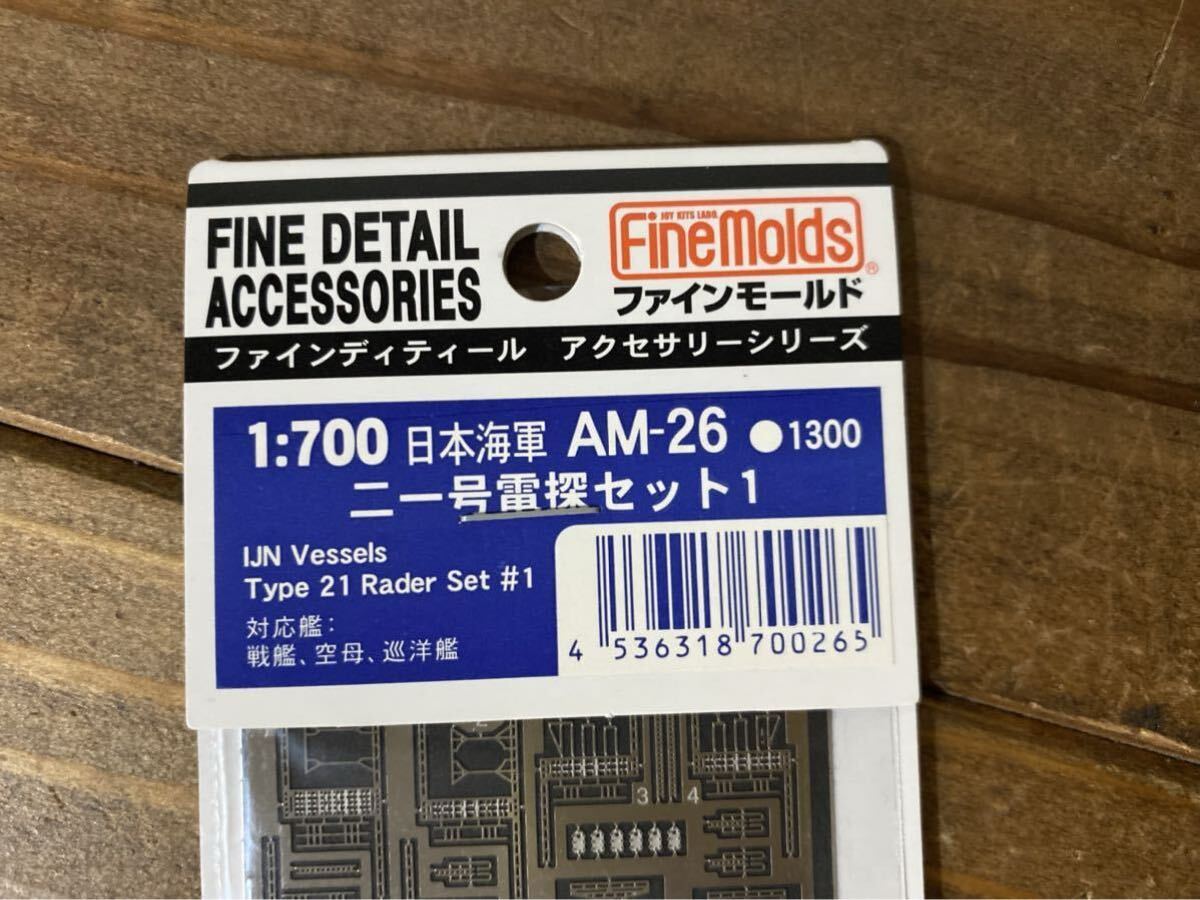 FINE DETAIL
ACCESSORIES
JOY KITS LABO.
FineMolds®
ファインモールド
ファインディティール アクセサリーシリーズ
1:700 日本海軍 AM-26 ●1300
二一号電探セット1
IJN Vessels
Type 21 Rader Set #1
対応艦:
戦艦、空母、巡洋艦
4 536318 700265
3 4